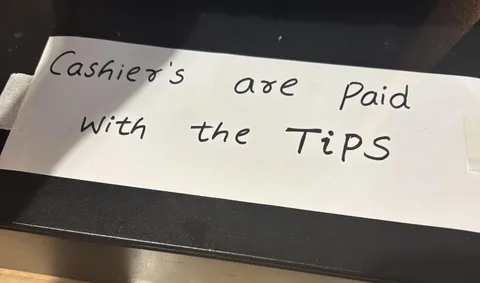 Cashier's are Paid
with the TiPS